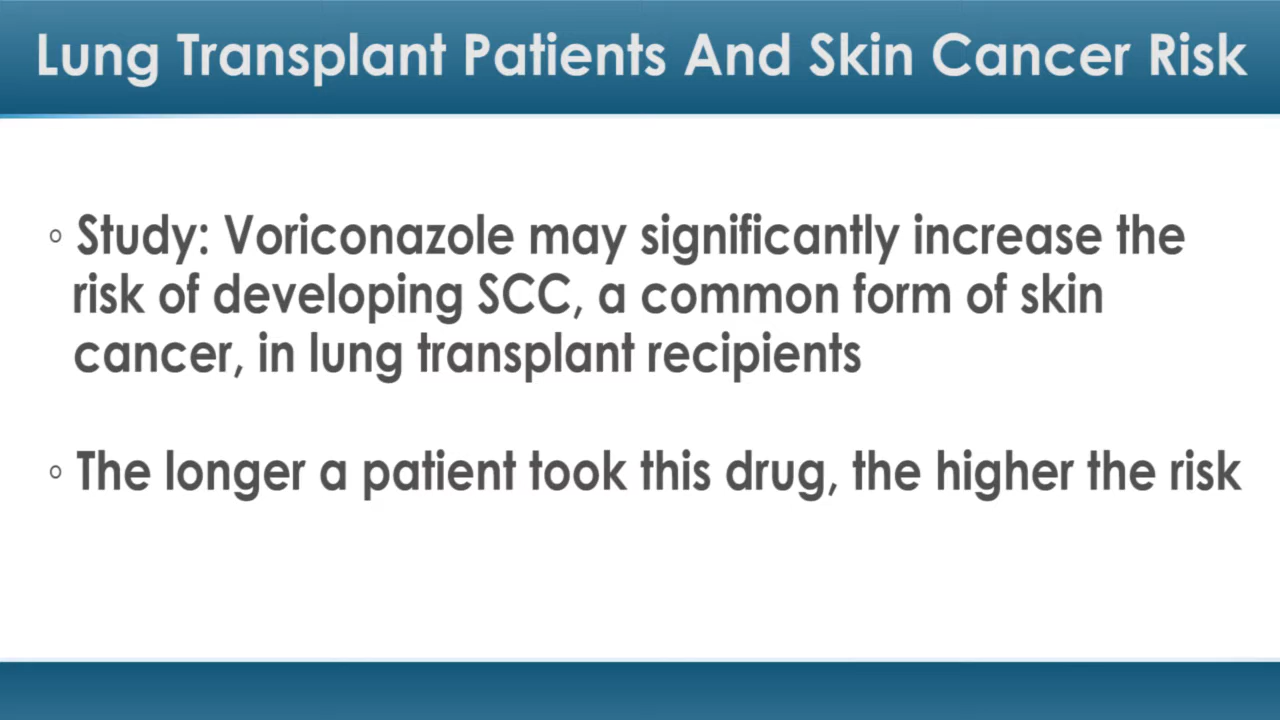 Lung Transplant Patients And Skin Cancer Risk
◦ Study: Voriconazole may significantly increase the
risk of developing SCC, a common form of skin
cancer, in lung transplant recipients
◦ The longer a patient took this drug, the higher the risk